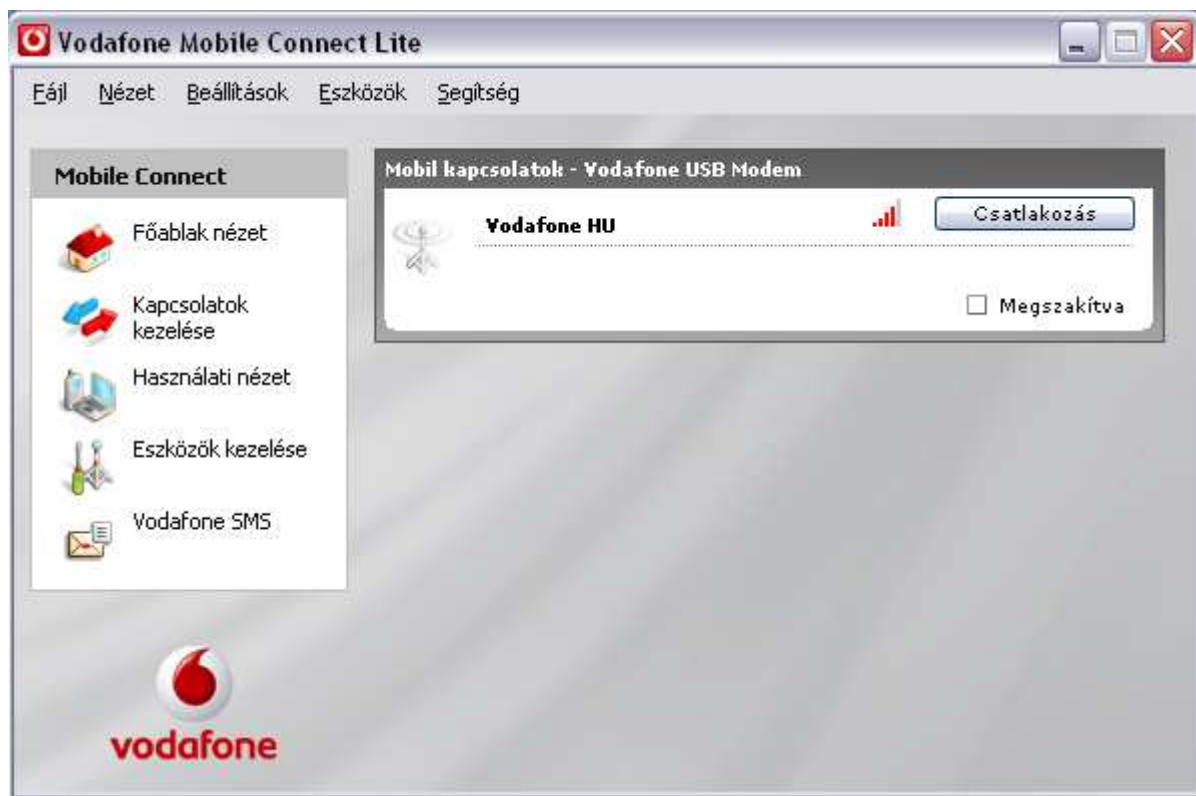 Vodafone Mobile Connect Lite
Fájl Nézet Beállítások Eszközök Segítség
Mobile Connect
Főablak nézet
Kapcsolatok
kezelése
Használati nézet
Eszközök kezelése
Vodafone SMS
vodafone
Mobil kapcsolatok - Vodafone USB Modem
Vodafone HU
Csatlakozás
Megszakítva